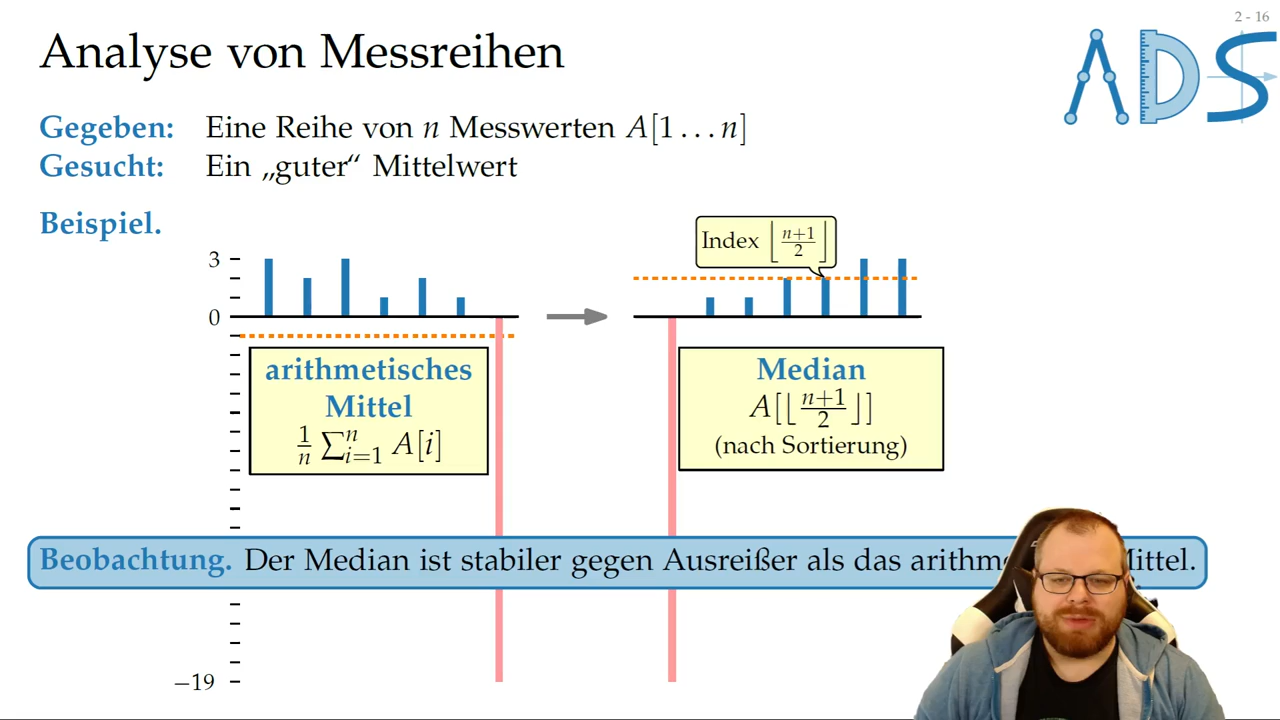 2 - 16
Analyse von Messreihen
ADS
Gegeben: Eine Reihe von n Messwerten A[1 … n]
Gesucht: Ein „guter“ Mittelwert
Beispiel.
Index ⌊(n+1)/2⌋
3
0
arithmetisches
Mittel
1/n ∑ⁿᵢ₌₁ A[i]
Median
A[⌊(n+1)/2⌋]
(nach Sortierung)
Beobachtung. Der Median ist stabiler gegen Ausreißer als das
−19